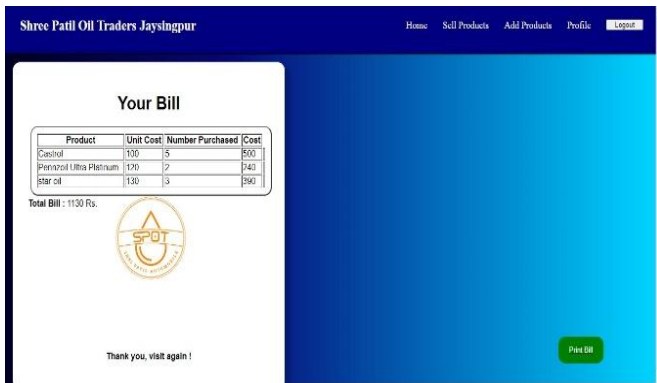 Shree Patil Oil Traders Jaysingpur
Home Sell Products Add Products Profile Logout
Your Bill
Product Unit Cost Number Purchased Cost
Castrol 100 5 500
Pennzoil Ultra Platinum 120 2 240
star oil 130 3 390
Total Bill : 1130 Rs.
SPOT
Thank you, visit again !
Print Bill